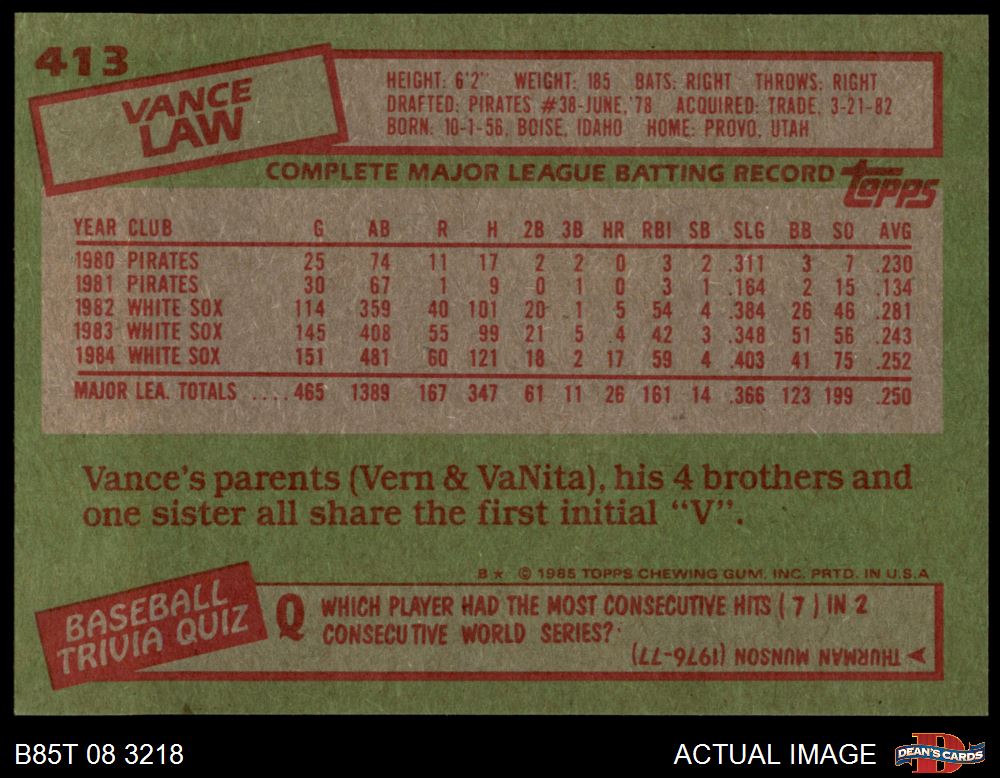 413
VANCE
LAW
HEIGHT: 6'2" WEIGHT: 185 BATS: RIGHT THROWS: RIGHT
DRAFTED: PIRATES #38-JUNE,'78 ACQUIRED: TRADE, 3-21-82
BORN: 10-1-56, BOISE, IDAHO HOME: PROVO, UTAH
COMPLETE MAJOR LEAGUE BATTING RECORD topps
YEAR CLUB G AB R H 2B 3B HR RBI SB SLG BB SO AVG
1980 PIRATES 25 74 11 17 2 2 0 3 2 .311 3 7 .230
1981 PIRATES 30 67 1 9 0 1 0 3 1 .164 2 15 .134
1982 WHITE SOX 114 359 40 101 20 1 5 54 4 .384 26 46 .281
1983 WHITE SOX 145 408 55 99 21 5 4 42 3 .348 51 56 .243
1984 WHITE SOX 151 481 60 121 18 2 17 59 4 .403 41 75 .252
MAJOR LEA. TOTALS ....465 1389 167 347 61 11 26 161 14 .366 123 199 .250
Vance's parents (Vern & VaNita), his 4 brothers and
one sister all share the first initial "V".
B* © 1985 TOPPS CHEWING GUM, INC. PRTD. IN U.S.A
BASEBALL
TRIVIA QUIZ
Q WHICH PLAYER HAD THE MOST CONSECUTIVE HITS (7) IN 2
CONSECUTIVE WORLD SERIES?
THURMAN MUNSON (1976-77)
B85T 08 3218
ACTUAL IMAGE
DEAN'S CARDS